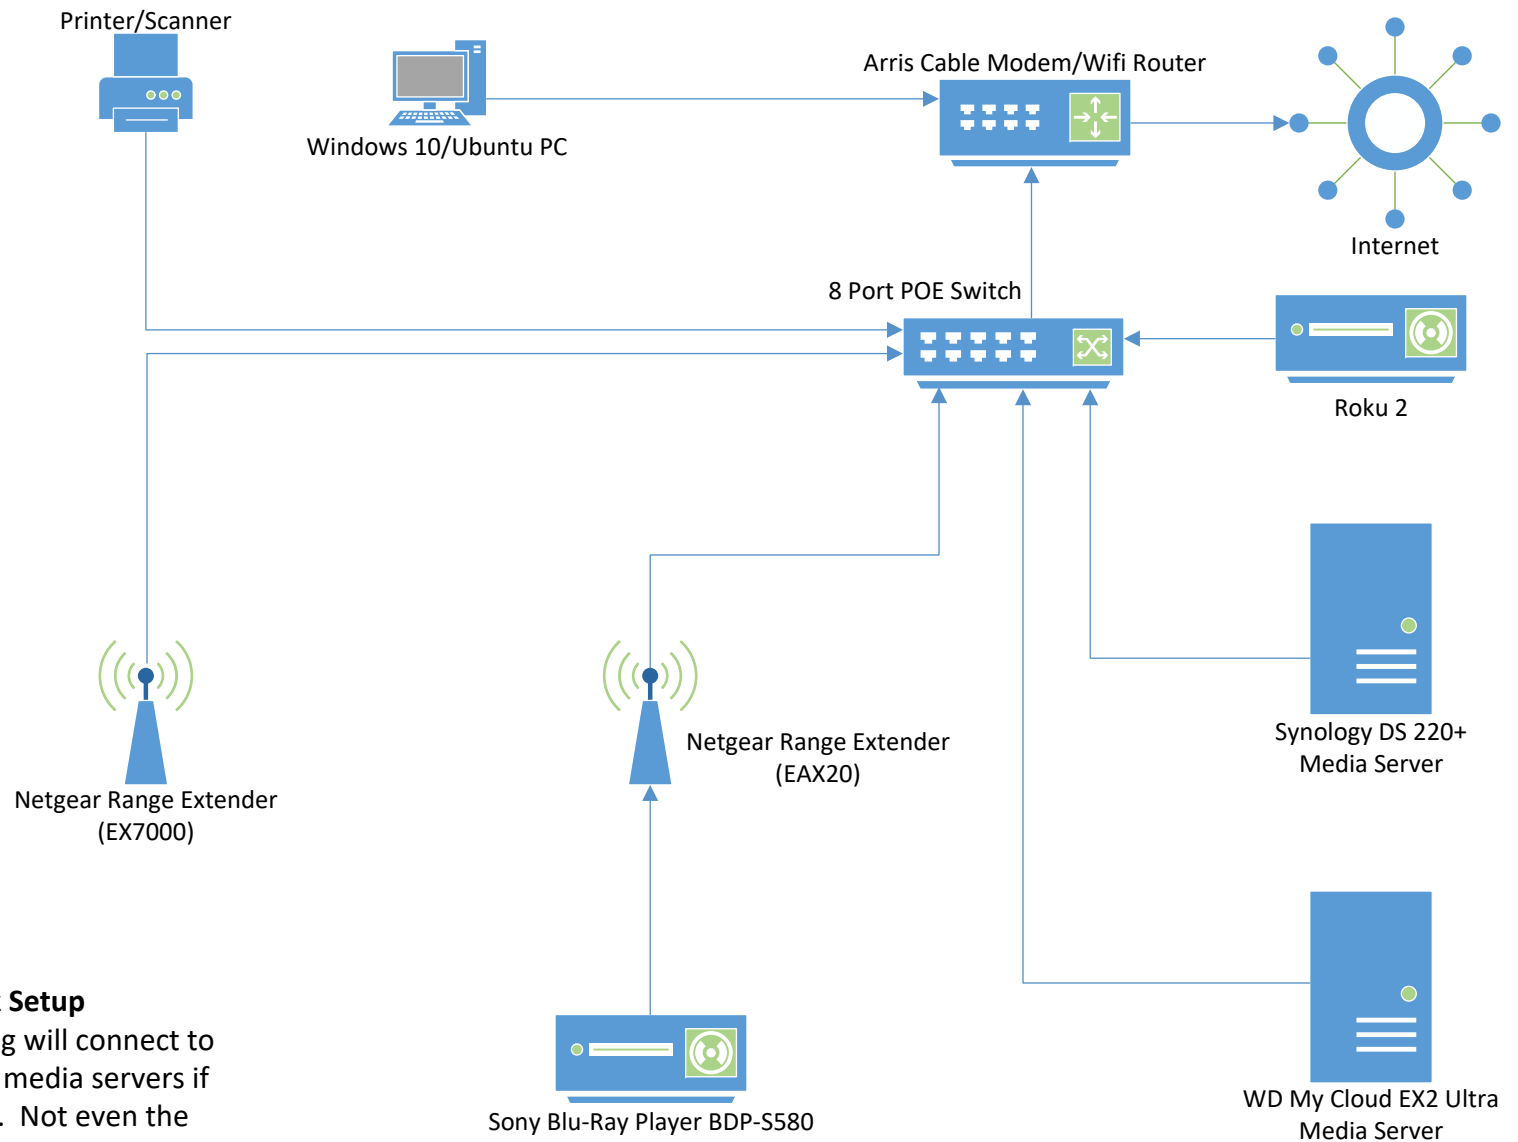 Printer/Scanner
Arris Cable Modem/Wifi Router
Windows 10/Ubuntu PC
Internet
8 Port POE Switch
Roku 2
Netgear Range Extender
(EAX20)
Synology DS 220+
Media Server
Netgear Range Extender
(EX7000)
Setup
will connect to
media servers if
Not even the
Sony Blu-Ray Player BDP-S580
WD My Cloud EX2 Ultra
Media Server